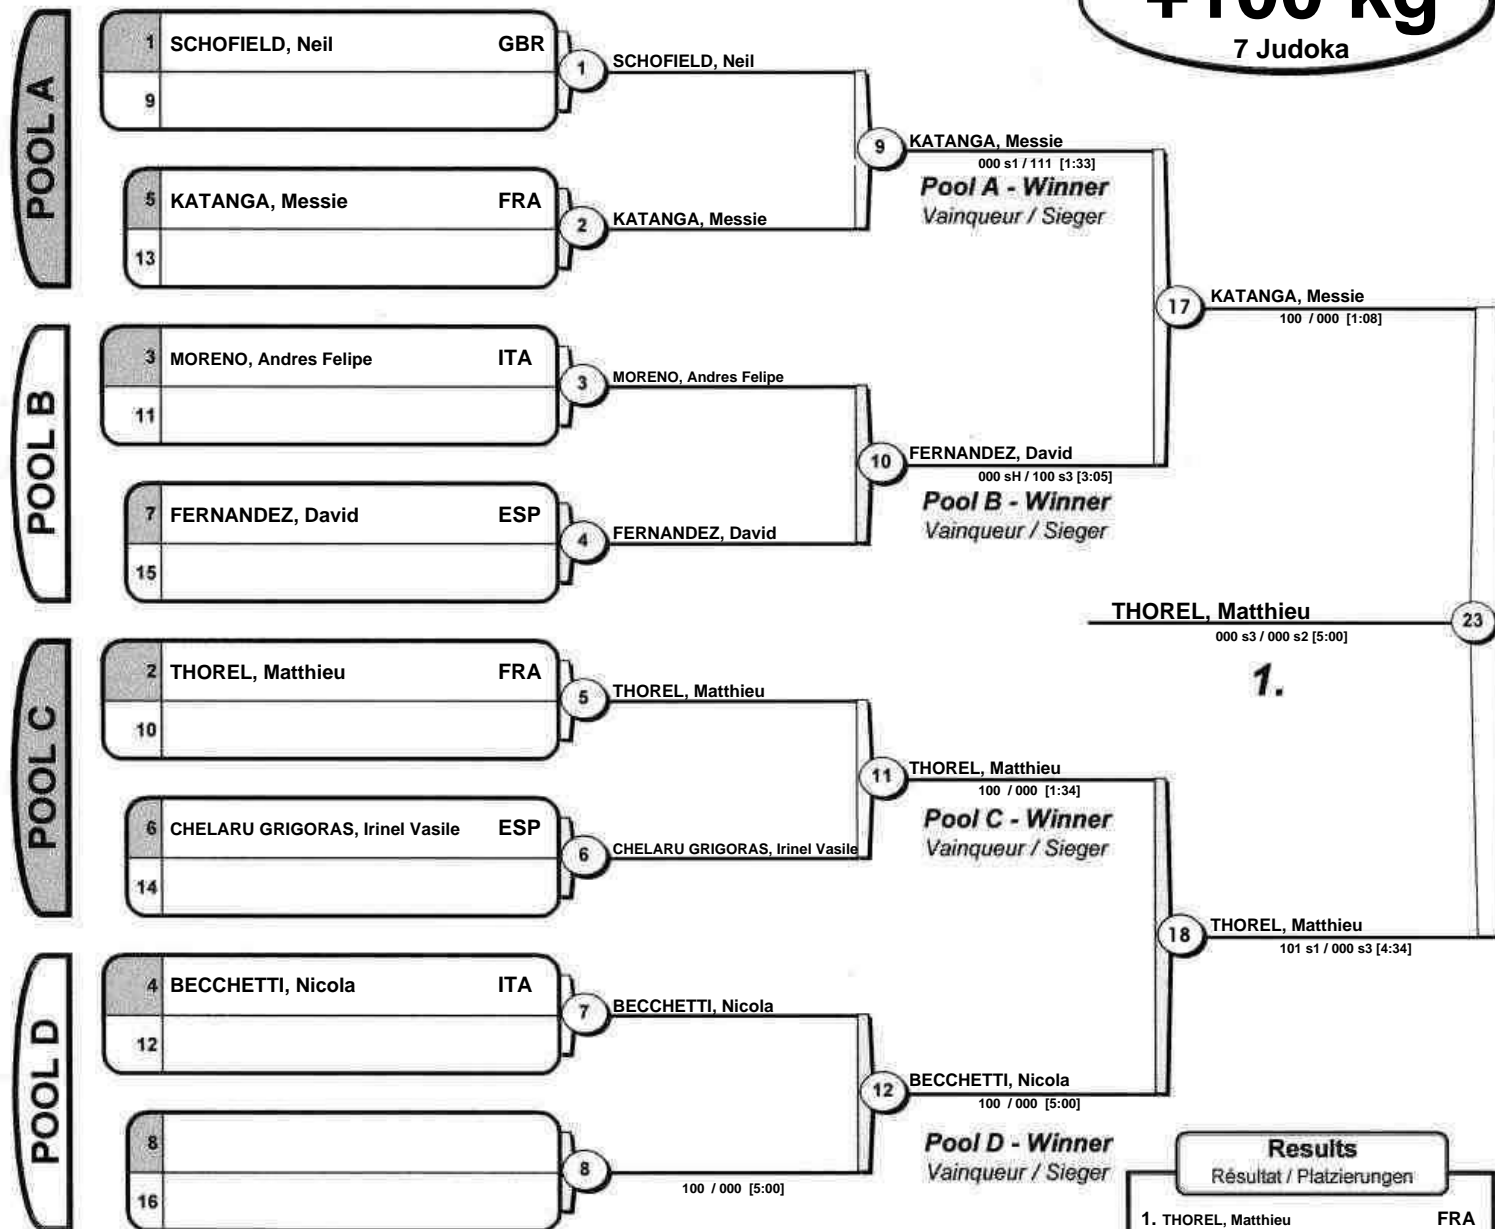 +100 kg
7 Judoka
POOL A
1 SCHOFIELD, Neil GBR
9
1 SCHOFIELD, Neil
5 KATANGA, Messie FRA
13
2 KATANGA, Messie
9 KATANGA, Messie
000 s1 / 111 [1:33]
Pool A - Winner
Vainqueur / Sieger
17 KATANGA, Messie
100 / 000 [1:08]
POOL B
3 MORENO, Andres Felipe ITA
11
3 MORENO, Andres Felipe
7 FERNANDEZ, David ESP
15
4 FERNANDEZ, David
10 FERNANDEZ, David
000 sH / 100 s3 [3:05]
Pool B - Winner
Vainqueur / Sieger
THOREL, Matthieu 23
000 s3 / 000 s2 [5:00]
1.
POOL C
2 THOREL, Matthieu FRA
10
5 THOREL, Matthieu
6 CHELARU GRIGORAS, Irinel Vasile ESP
14
6 CHELARU GRIGORAS, Irinel Vasile
11 THOREL, Matthieu
100 / 000 [1:34]
Pool C - Winner
Vainqueur / Sieger
18 THOREL, Matthieu
101 s1 / 000 s3 [4:34]
POOL D
4 BECCHETTI, Nicola ITA
12
7 BECCHETTI, Nicola
8
16
8
100 / 000 [5:00]
12 BECCHETTI, Nicola
100 / 000 [5:00]
Pool D - Winner
Vainqueur / Sieger
Results
Résultat / Platzierungen
1. THOREL, Matthieu FRA